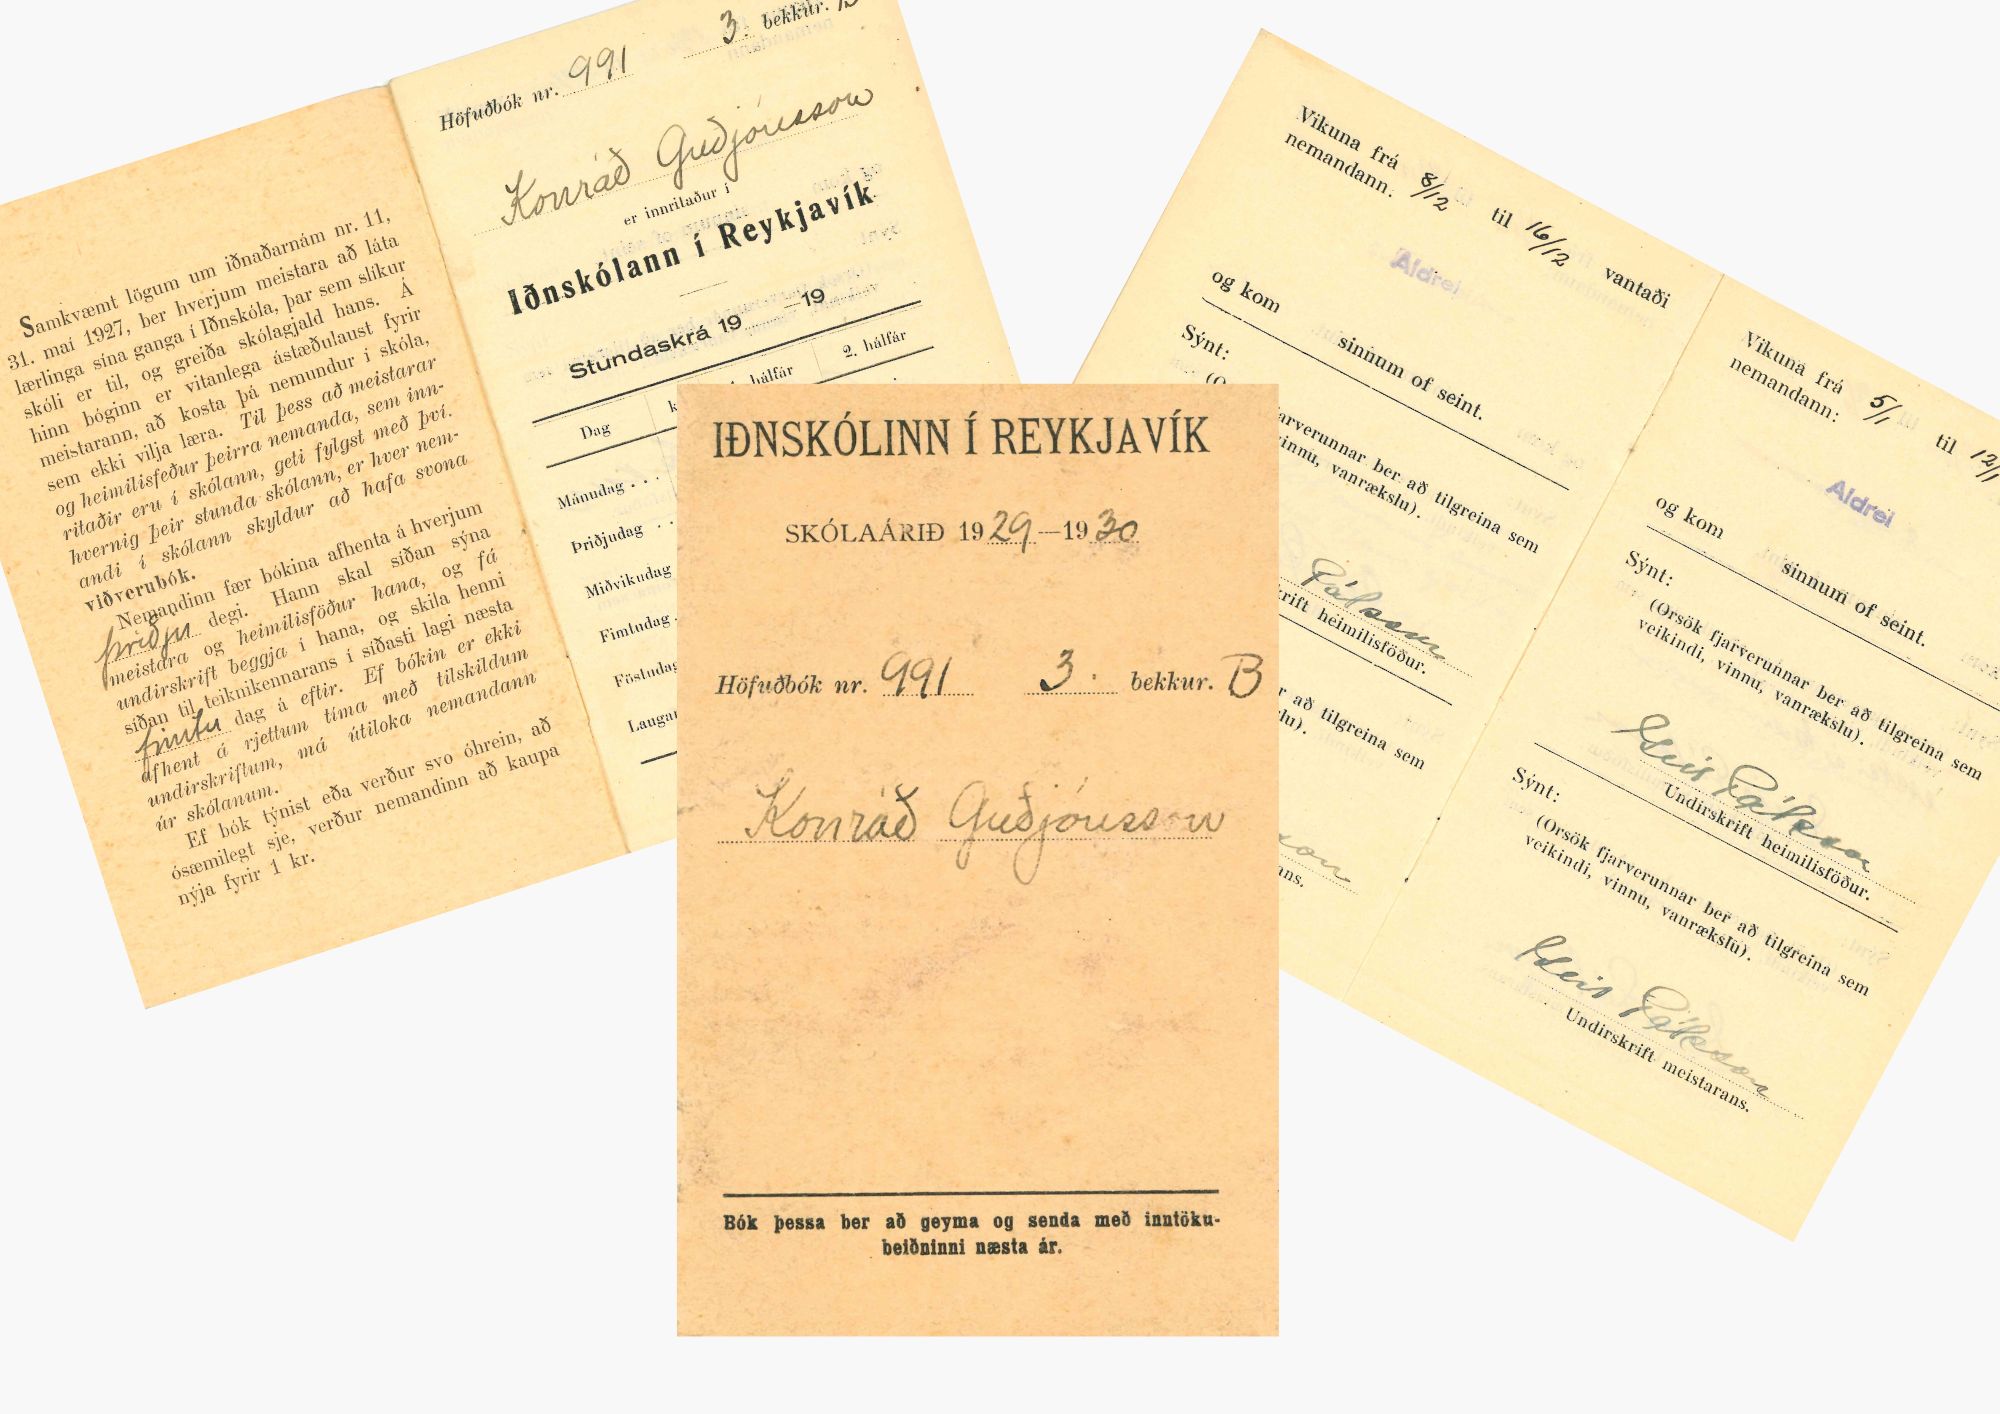 Samkvæmt lögum um iðnaðarnám nr. 11,
31. maí 1927, ber hverjum meistara að láta
lærlinga sína ganga í Iðnskóla, þar sem slíkur
skóli er til, og greiða skólagjald hans. Á
hinn bóginn er vitanlega ástæðulaust fyrir
meistarann, að kosta þá nemundur í skóla,
sem ekki vilja læra. Til þess að meistarar
og heimilisfeður þeirra nemanda, sem inn-
ritaðir eru í skólann, geti fylgst með því.
hvernig þeir stunda skólann, er hver nem-
andi í skólann skyldur að hafa svona
viðverubók.
Nemandinn fær bókina afhenta á hverjum
þriðju degi. Hann skal síðan sýna
meistara og heimilisföður hana, og fá
undirskrift beggja í hana, og skila henni
síðan til teiknikennarans í síðasti lagi næsta
fimtu dag á eftir. Ef bókin er ekki
afhent á rjettum tíma með tilskildum
undirskriftum, má útiloka nemandann
úr skólanum.
Ef bók týnist eða verður svo óhrein, að
ósæmilegt sje, verður nemandinn að kaupa
nýja fyrir 1 kr.
Höfuðbók nr. 991 3. bekkur. B
Konráð Guðjónsson
er innritaður í
Iðnskólann í Reykjavík
Stundaskrá 19 —19
Dag hálfár 2. hálfár
Mánudag . . .
Þriðjudag . .
Miðvikudag
Fimtudag .
Föstudag
IÐNSKÓLINN Í REYKJAVÍK
SKÓLAÁRIÐ 1929—1930
Höfuðbók nr. 991 3. bekkur. B
Konráð Guðjónsson
Bók þessa ber að geyma og senda með inntöku-
beiðninni næsta ár.
Vikuna frá 8/12 til 16/12 vantaði
nemandann.
Aldrei
og kom sinnum of seint.
Sýnt:
ber að tilgreina sem
vinnu, vanrækslu).
Pálsson
heimilisföður.
að tilgreina sem
Vikuna frá 5/1 til 12/1
nemandann:
Aldrei
og kom sinnum of seint.
Sýnt:
(Orsök fjarverunnar ber að tilgreina sem
veikindi, vinnu, vanrækslu).
Pálsson
Undirskrift heimilisföður.
Sýnt:
(Orsök fjarverunnar ber að tilgreina sem
veikindi, vinnu, vanrækslu).
Pálsson
Undirskrift meistarans.